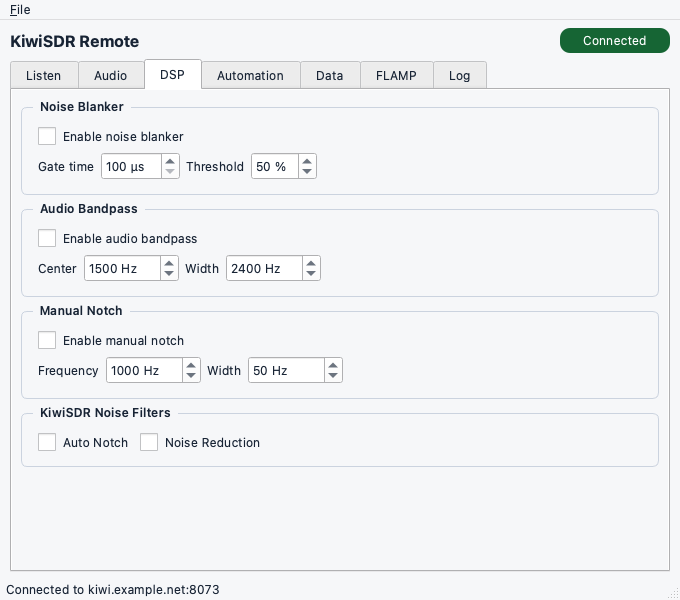 File
KiwiSDR Remote
Connected
Listen Audio DSP Automation Data FLAMP Log
Noise Blanker
Enable noise blanker
Gate time 100 µs Threshold 50 %
Audio Bandpass
Enable audio bandpass
Center 1500 Hz Width 2400 Hz
Manual Notch
Enable manual notch
Frequency 1000 Hz Width 50 Hz
KiwiSDR Noise Filters
Auto Notch Noise Reduction
Connected to kiwi.example.net:8073